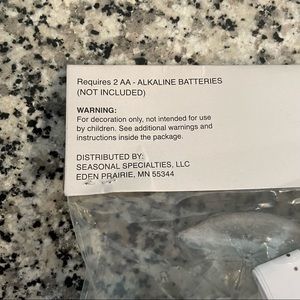 Requires 2 AA - ALKALINE BATTERIES
(NOT INCLUDED)
WARNING:
For decoration only, not intended for use
by children. See additional warnings and
instructions inside the package.
DISTRIBUTED BY:
SEASONAL SPECIALTIES, LLC
EDEN PRAIRIE, MN 55344